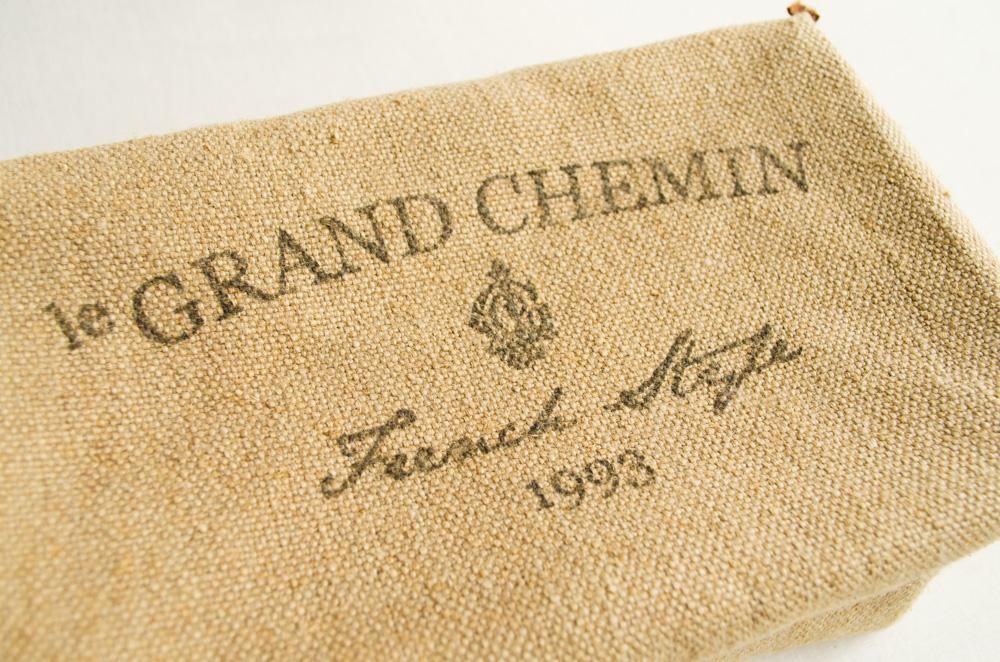 le GRAND CHEMIN
French Style
1993